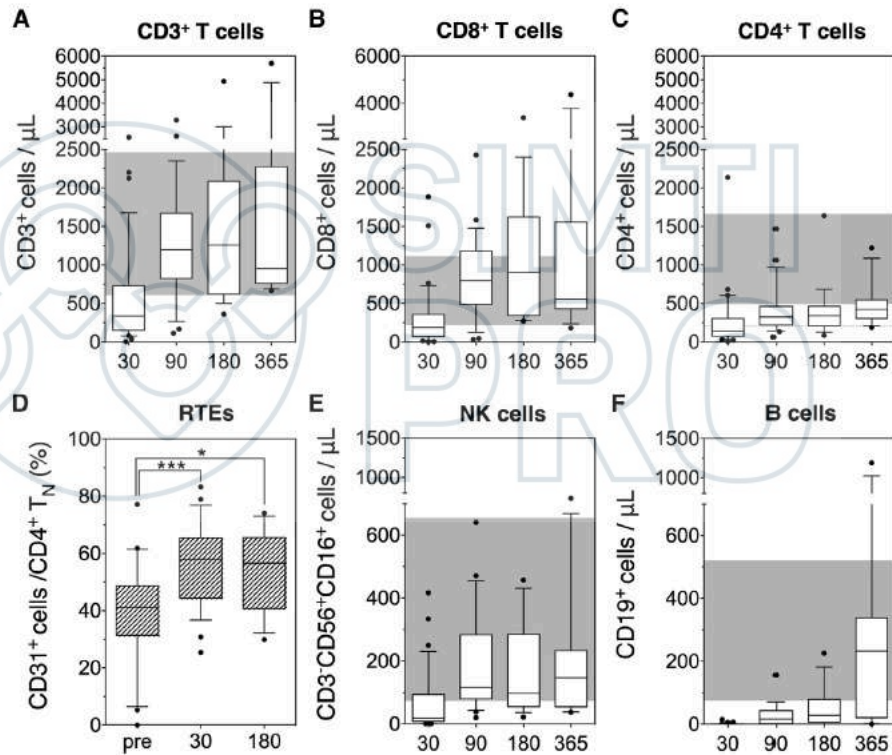 A CD3+ T cells
B CD8+ T cells
C CD4+ T cells
CD3+ cells / µL
6000
5000
4000
3000
2500
2000
1500
1000
500
0
30 90 180 365
CD8+ cells / µL
6000
4000
2500
2000
1500
1000
500
0
30 90 180 365
CD4+ cells / µL
6000
5000
4000
3000
2500
2000
1500
1000
500
0
30 90 180 365
SIMTI
PRO
D RTEs
E NK cells
F B cells
CD31+ cells /CD4+ TN (%)
100
80
60
40
20
0
*
***
pre 30 180
CD3-CD56+CD16+ cells / µL
1500
1000
600
400
200
0
30 90 180 365
CD19+ cells / µL
1500
1000
600
400
200
0
30 90 180 365